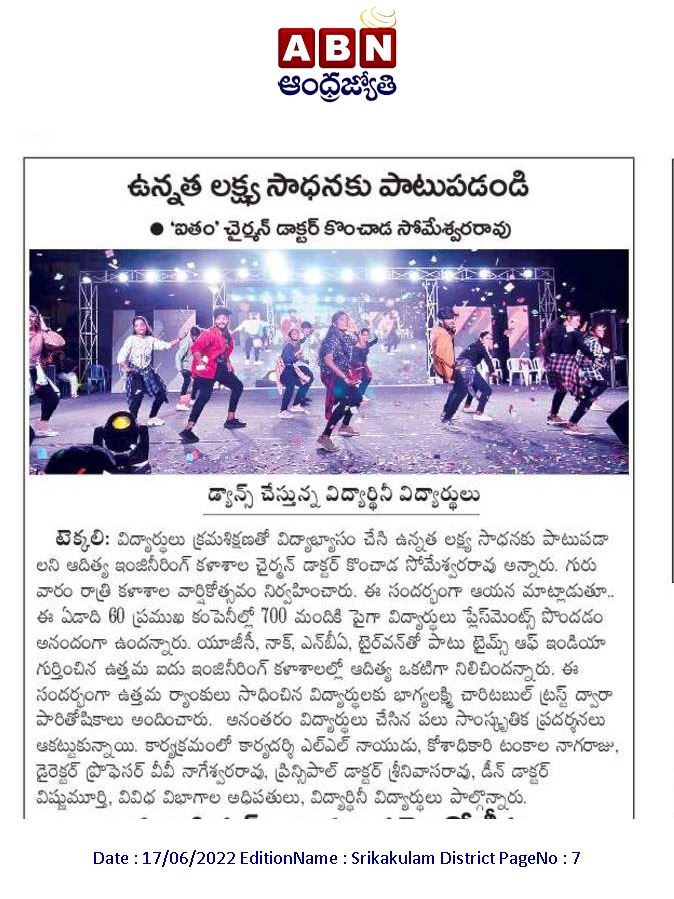 ABN
ఆంధ్రజ్యోతి
ఉన్నత లక్ష్య సాధనకు పాటుపడండి
● 'ఐతం' చైర్మన్ డాక్టర్ కొంచాడ సోమేశ్వరరావు
డ్యాన్స్ చేస్తున్న విద్యార్థినీ విద్యార్థులు
టెక్కలి: విద్యార్థులు క్రమశిక్షణతో విద్యాభ్యాసం చేసి ఉన్నత లక్ష్య సాధనకు పాటుపడా
లని ఆదిత్య ఇంజినీరింగ్ కళాశాల చైర్మన్ డాక్టర్ కొంచాడ సోమేశ్వరరావు అన్నారు. గురు
వారం రాత్రి కళాశాల వార్షికోత్సవం నిర్వహించారు. ఈ సందర్భంగా ఆయన మాట్లాడుతూ..
ఈ ఏడాది 60 ప్రముఖ కంపెనీల్లో 700 మందికి పైగా విద్యార్థులు ప్లేస్‌మెంట్స్ పొందడం
ఆనందంగా ఉందన్నారు. యూజీసీ, నాక్, ఎన్‌బీఏ, టైర్‌వన్‌తో పాటు టైమ్స్ ఆఫ్ ఇండియా
గుర్తించిన ఉత్తమ ఐదు ఇంజినీరింగ్ కళాశాలల్లో ఆదిత్య ఒకటిగా నిలిచిందన్నారు. ఈ
సందర్భంగా ఉత్తమ ర్యాంకులు సాధించిన విద్యార్థులకు భాగ్యలక్ష్మి చారిటబుల్ ట్రస్ట్ ద్వారా
పారితోషికాలు అందించారు. అనంతరం విద్యార్థులు చేసిన పలు సాంస్కృతిక ప్రదర్శనలు
ఆకట్టుకున్నాయి. కార్యక్రమంలో కార్యదర్శి ఎల్ఎల్ నాయుడు, కోశాధికారి టంకాల నాగరాజు,
డైరెక్టర్ ప్రొఫెసర్ వీవీ నాగేశ్వరరావు, ప్రిన్సిపాల్ డాక్టర్ శ్రీనివాసరావు, డీన్ డాక్టర్
విష్ణుమూర్తి, వివిధ విభాగాల అధిపతులు, విద్యార్థినీ విద్యార్థులు పాల్గొన్నారు.
Date : 17/06/2022 EditionName : Srikakulam District PageNo : 7